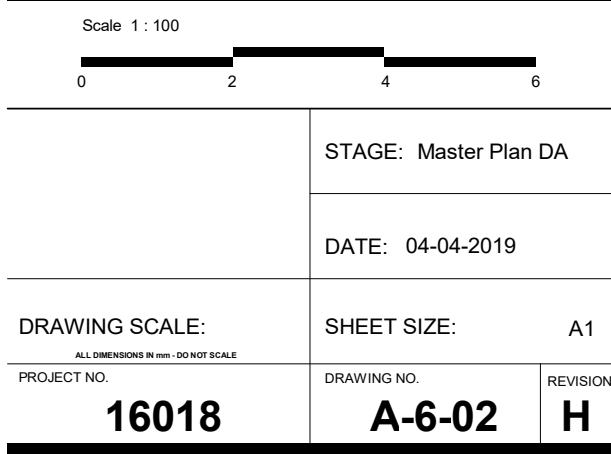 Scale 1 : 100
0 2 4 6
STAGE: Master Plan DA
DATE: 04-04-2019
DRAWING SCALE:
ALL DIMENSIONS IN mm - DO NOT SCALE
SHEET SIZE: A1
PROJECT NO.
16018
DRAWING NO.
A-6-02
REVISION
H